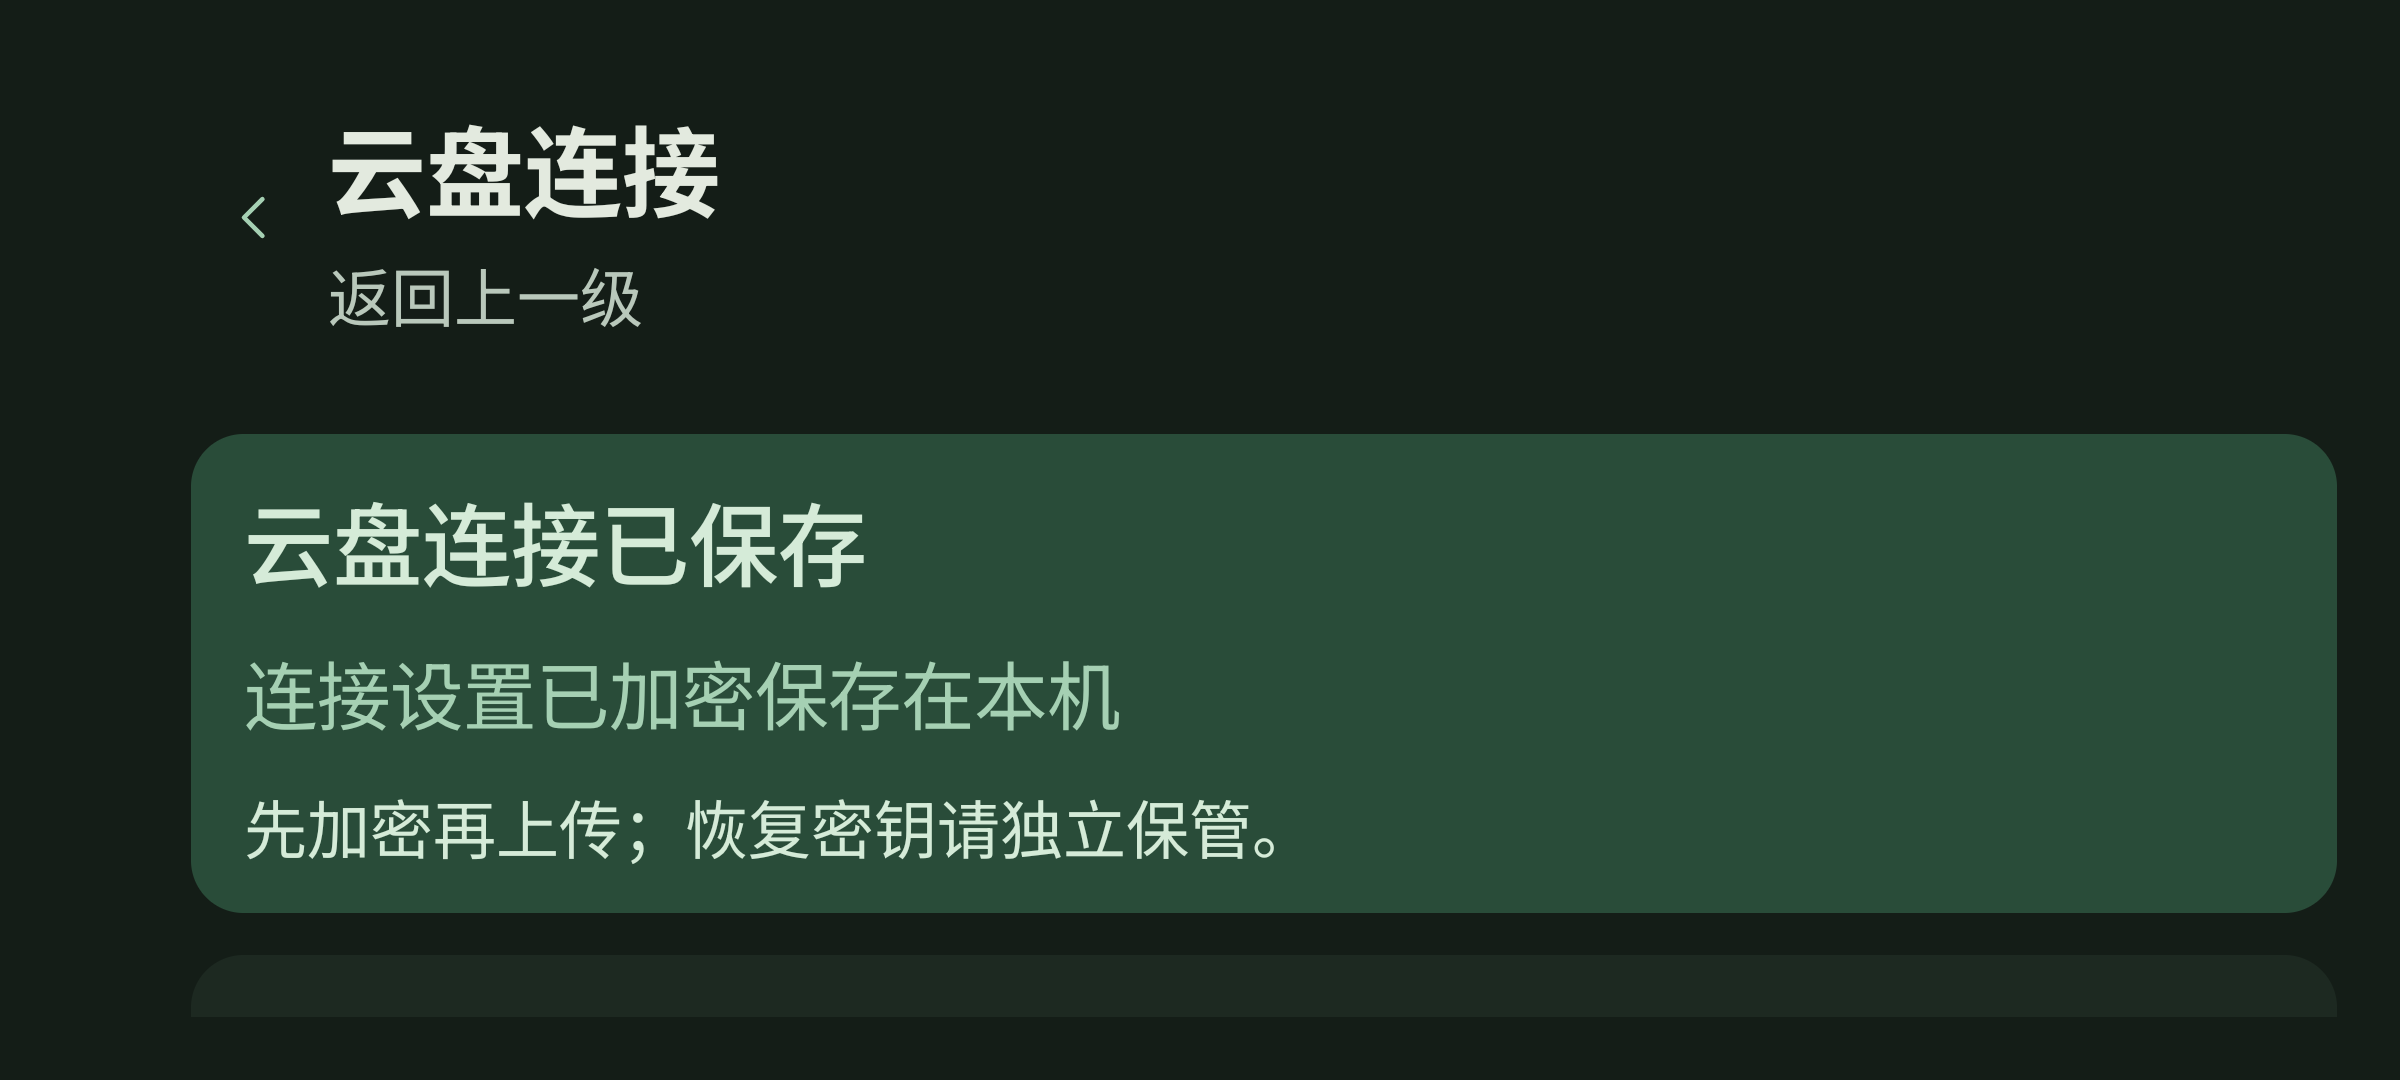 云盘连接
返回上一级
云盘连接已保存
连接设置已加密保存在本机
先加密再上传；恢复密钥请独立保管。